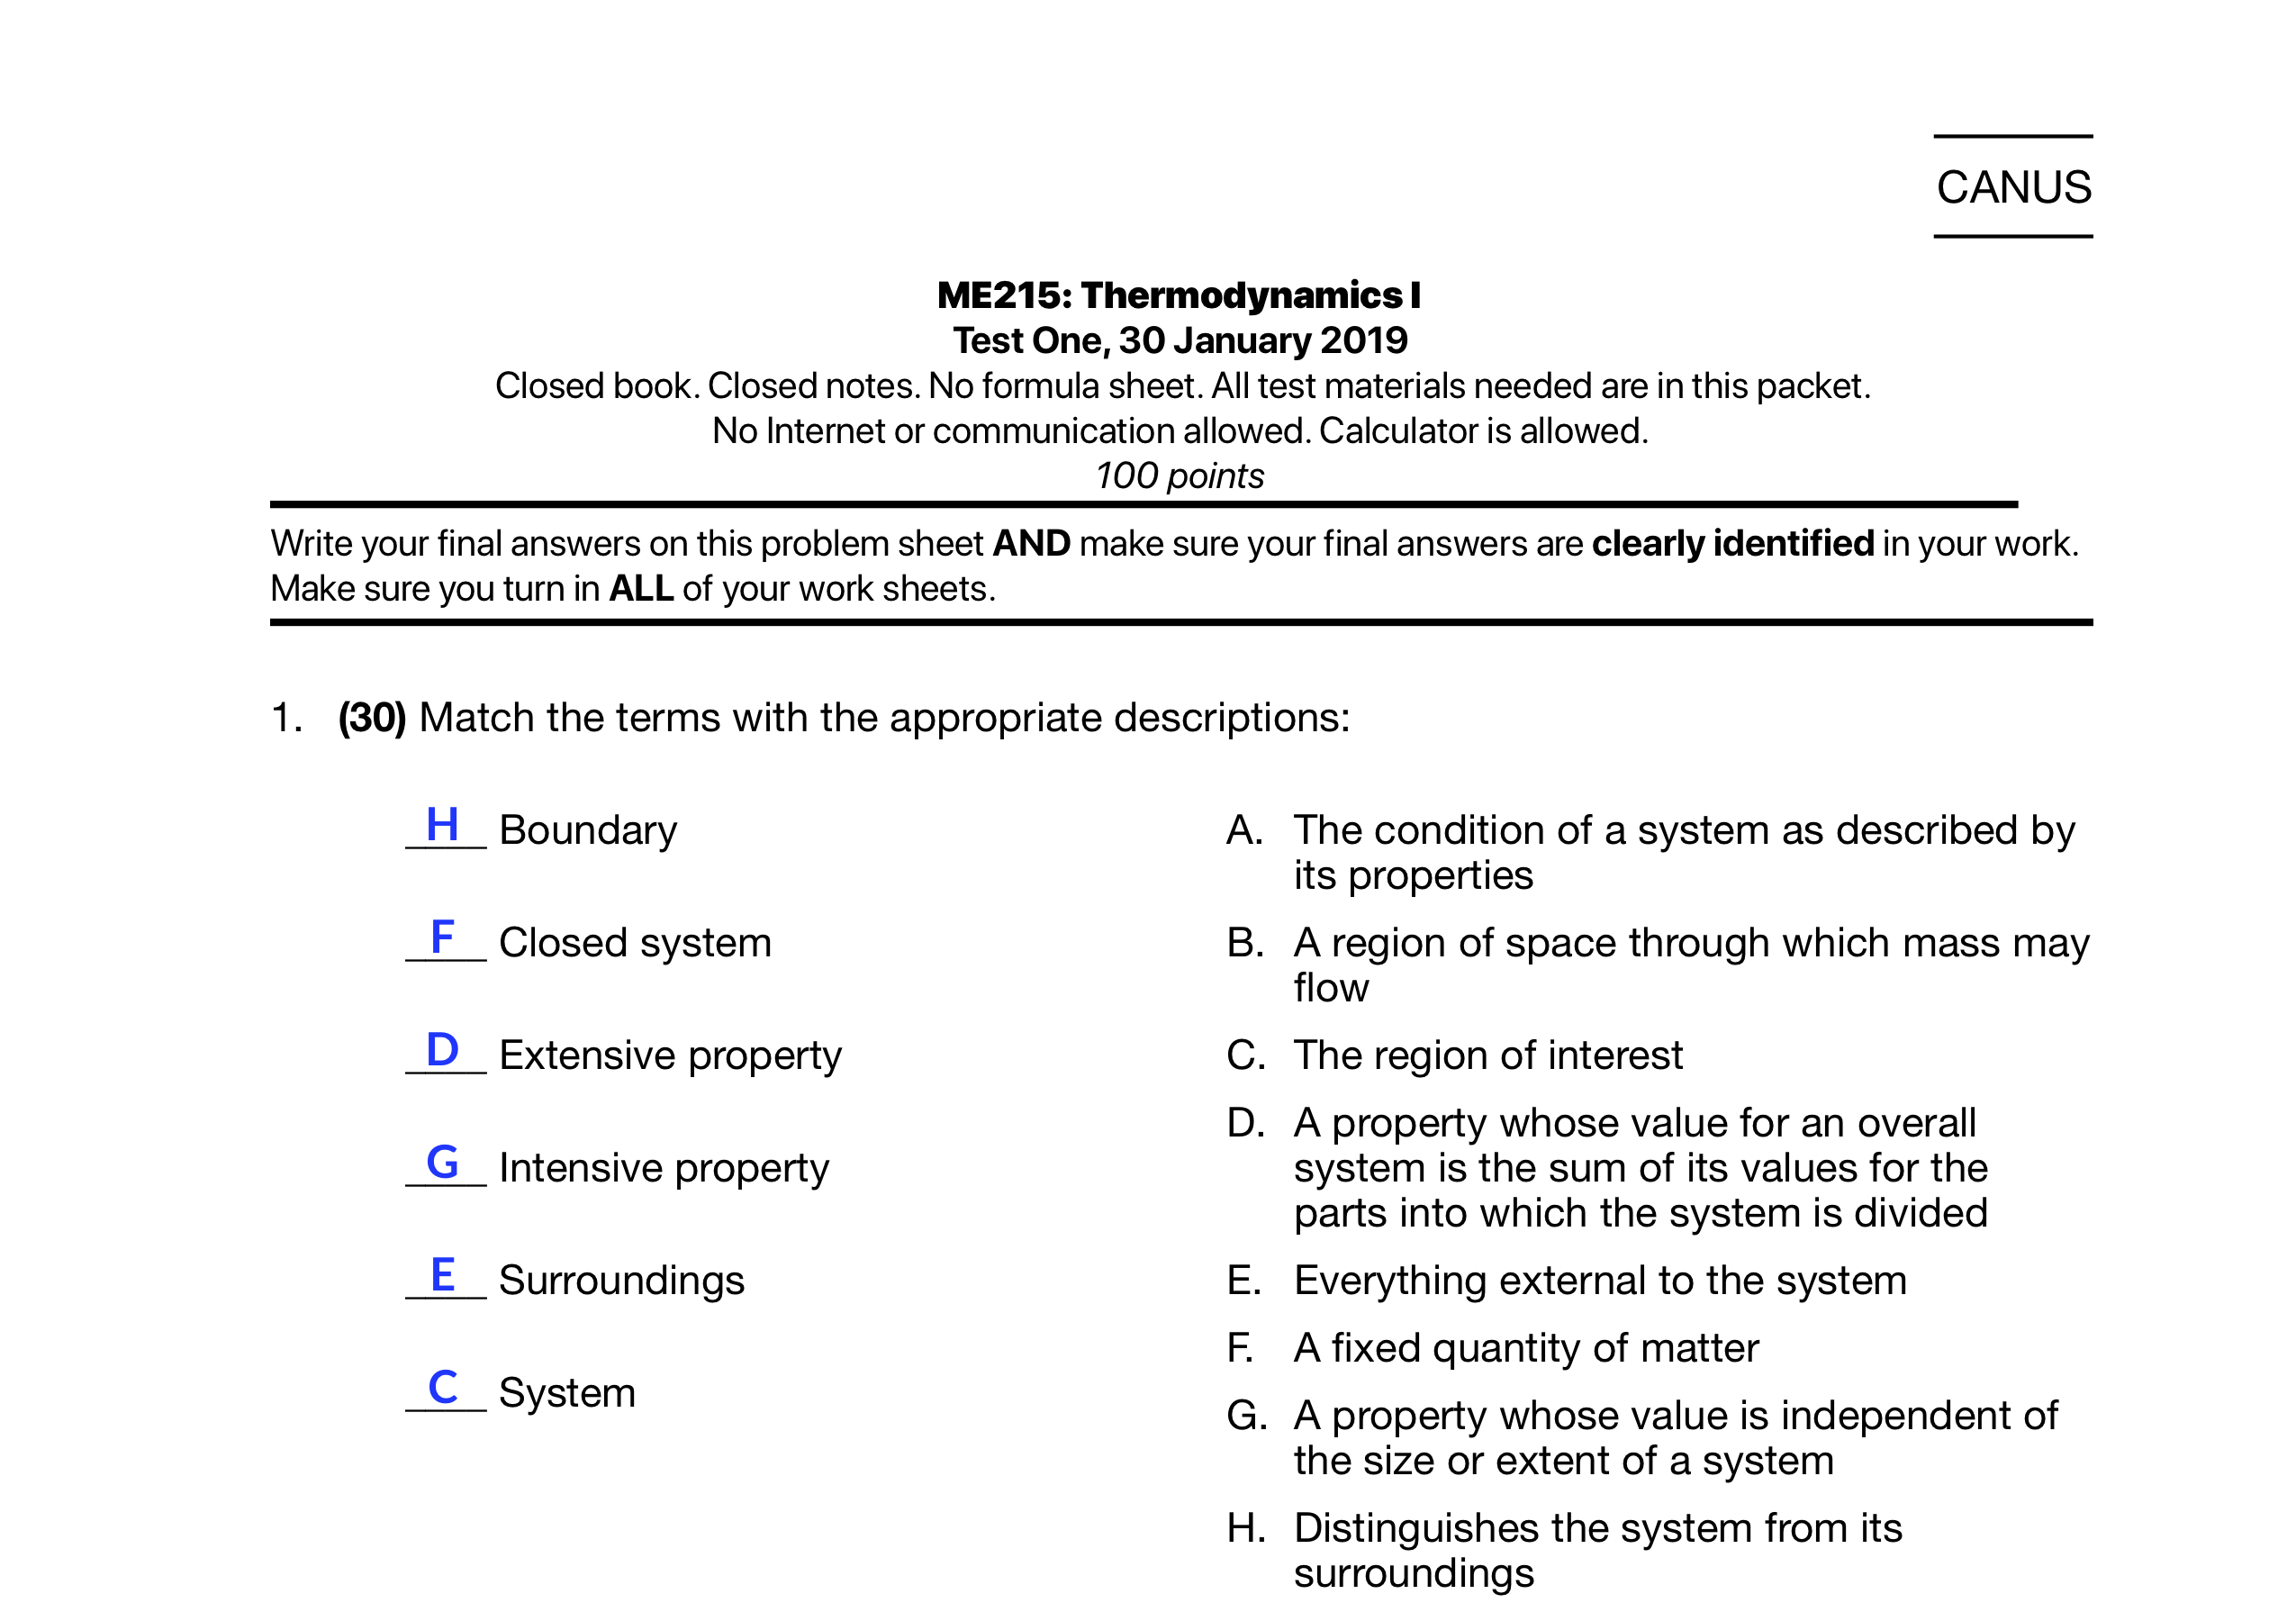 CANUS
ME215: Thermodynamics I
Test One, 30 January 2019
Closed book. Closed notes. No formula sheet. All test materials needed are in this packet.
No Internet or communication allowed. Calculator is allowed.
100 points
Write your final answers on this problem sheet AND make sure your final answers are clearly identified in your work.
Make sure you turn in ALL of your work sheets.
1. (30) Match the terms with the appropriate descriptions:
H Boundary
F Closed system
D Extensive property
G Intensive property
E Surroundings
C System
A. The condition of a system as described by
its properties
B. A region of space through which mass may
flow
C. The region of interest
D. A property whose value for an overall
system is the sum of its values for the
parts into which the system is divided
E. Everything external to the system
F. A fixed quantity of matter
G. A property whose value is independent of
the size or extent of a system
H. Distinguishes the system from its
surroundings